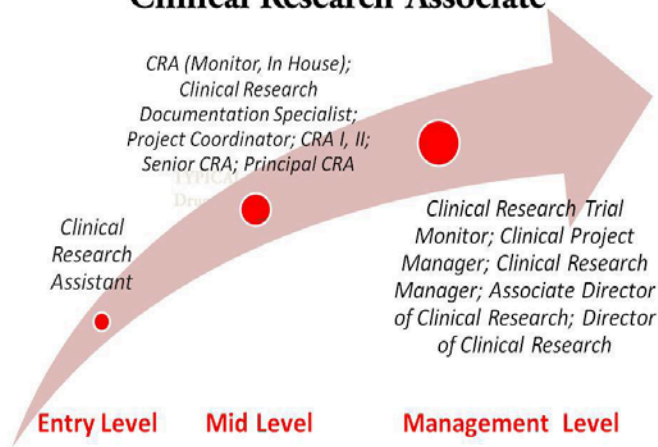 Clinical Research Associate
CRA (Monitor, In House);
Clinical Research
Documentation Specialist;
Project Coordinator; CRA I, II;
Senior CRA; Principal CRA
TYPICAL
Clinical
Research
Assistant
Clinical Research Trial
Monitor; Clinical Project
Manager; Clinical Research
Manager; Associate Director
of Clinical Research; Director
of Clinical Research
Entry Level Mid Level Management Level